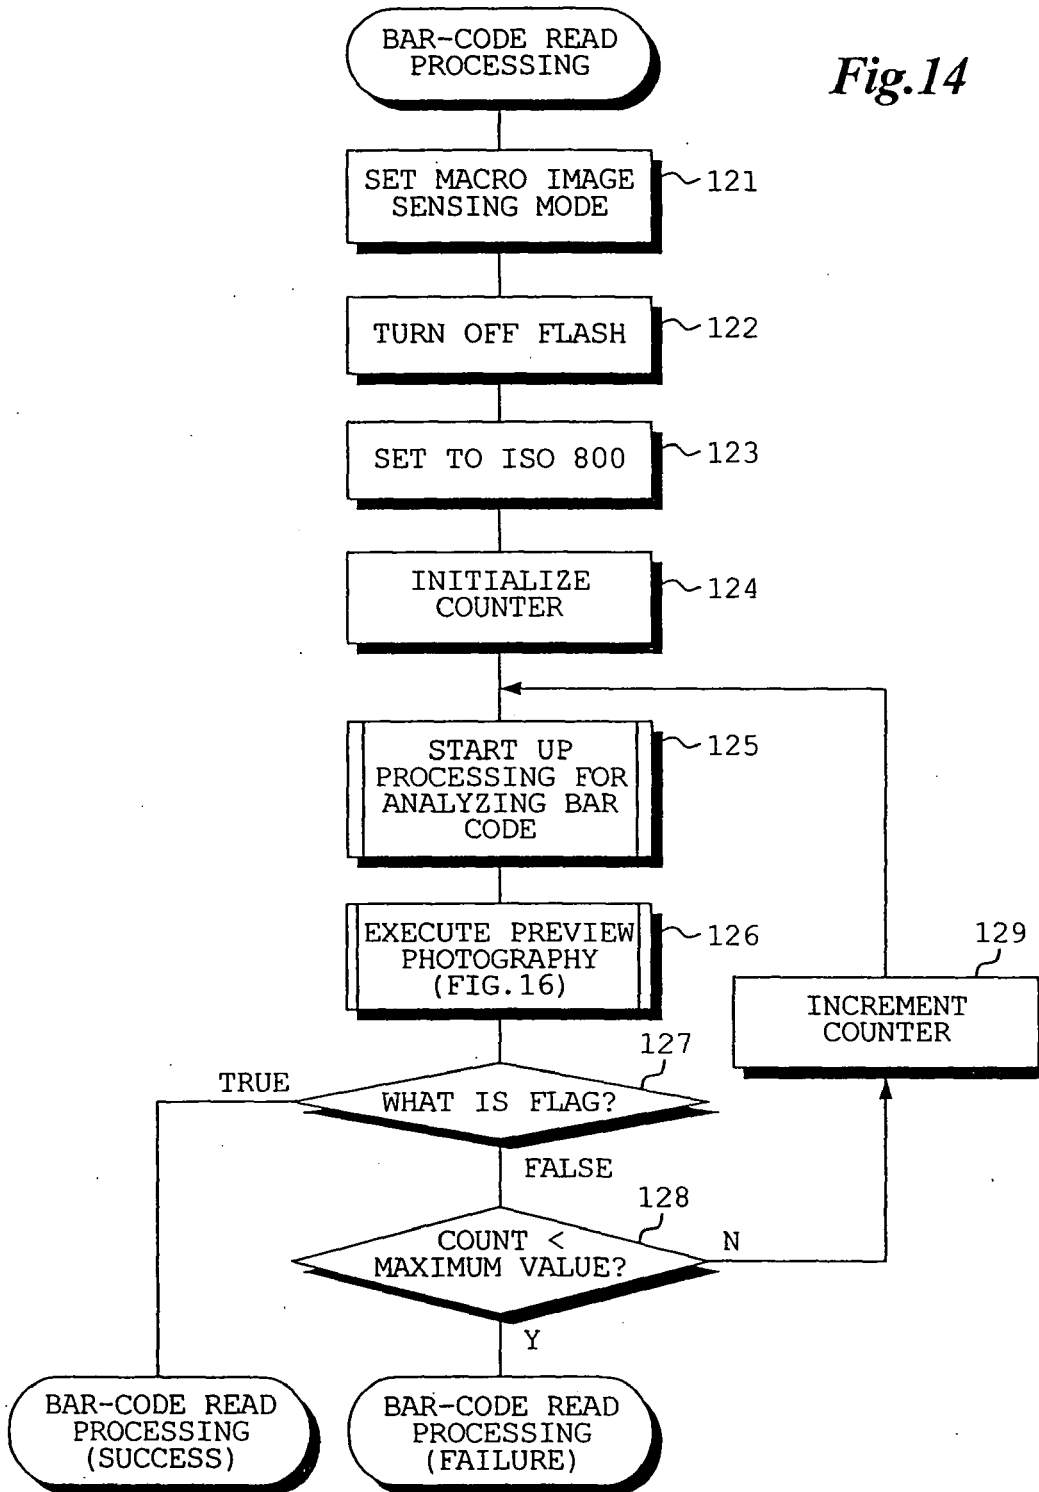 BAR-CODE READ
PROCESSING
Fig.14
SET MACRO IMAGE
SENSING MODE
121
TURN OFF FLASH
122
SET TO ISO 800
123
INITIALIZE
COUNTER
124
START UP
PROCESSING FOR
ANALYZING BAR
CODE
125
EXECUTE PREVIEW
PHOTOGRAPHY
(FIG.16)
126
129
INCREMENT
COUNTER
127
TRUE
WHAT IS FLAG?
FALSE
128
COUNT <
MAXIMUM VALUE?
N
Y
BAR-CODE READ
PROCESSING
(SUCCESS)
BAR-CODE READ
PROCESSING
(FAILURE)